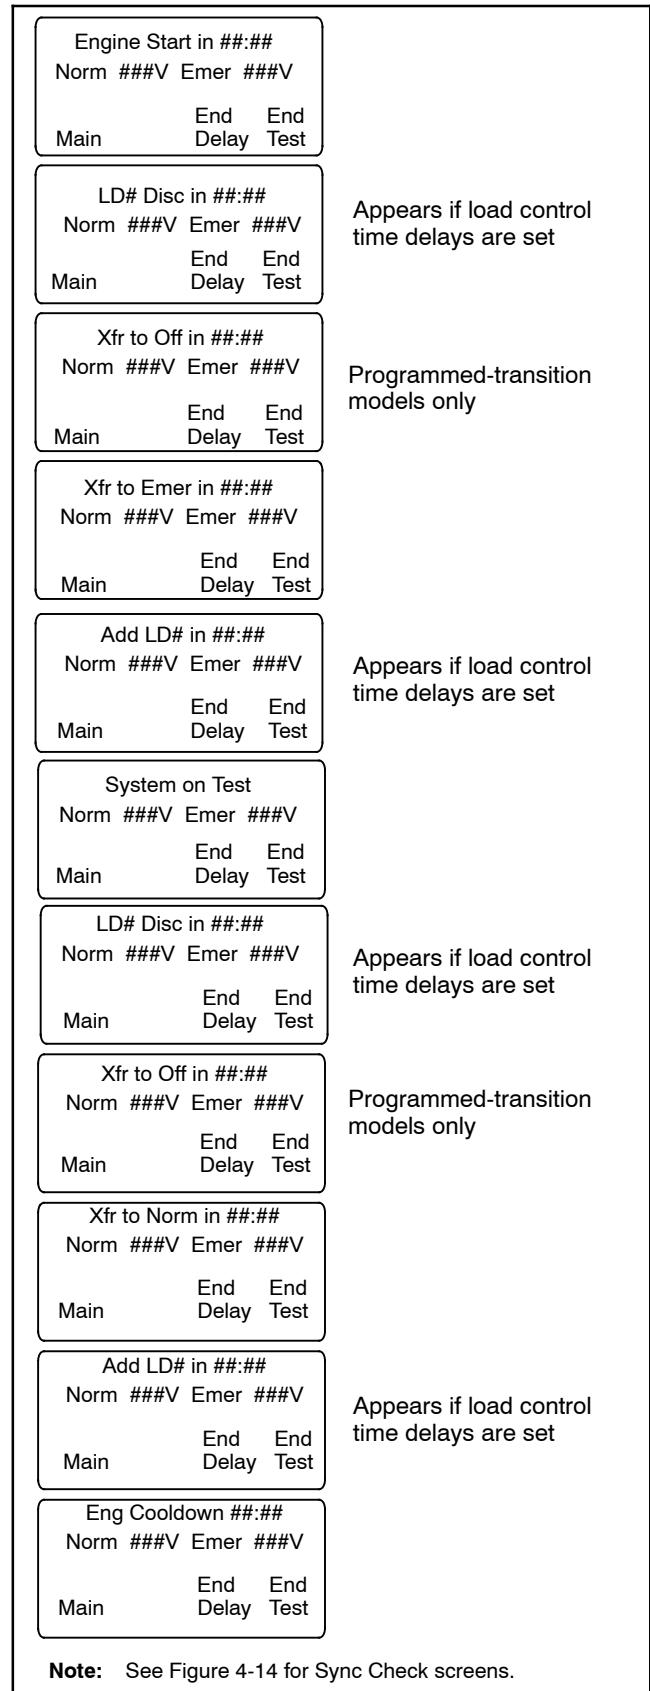 Engine Start in ##:##
Norm ###V Emer ###V
End End
Main Delay Test
LD# Disc in ##:##
Norm ###V Emer ###V
End End
Main Delay Test
Appears if load control
time delays are set
Xfr to Off in ##:##
Norm ###V Emer ###V
End End
Main Delay Test
Programmed-transition
models only
Xfr to Emer in ##:##
Norm ###V Emer ###V
End End
Main Delay Test
Add LD# in ##:##
Norm ###V Emer ###V
End End
Main Delay Test
Appears if load control
time delays are set
System on Test
Norm ###V Emer ###V
End End
Main Delay Test
LD# Disc in ##:##
Norm ###V Emer ###V
End End
Main Delay Test
Appears if load control
time delays are set
Xfr to Off in ##:##
Norm ###V Emer ###V
End End
Main Delay Test
Programmed-transition
models only
Xfr to Norm in ##:##
Norm ###V Emer ###V
End End
Main Delay Test
Add LD# in ##:##
Norm ###V Emer ###V
End End
Main Delay Test
Appears if load control
time delays are set
Eng Cooldown ##:##
Norm ###V Emer ###V
End End
Main Delay Test
Note: See Figure 4-14 for Sync Check screens.